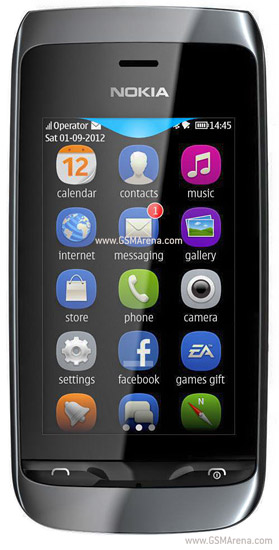 NOKIA
Operator 14:45
Sat 01-09-2012
12
calendar contacts music
www.GSMArena.com
1
internet messaging gallery
store phone camera
f EA
settings facebook games gift
N
www.GSMArena.com